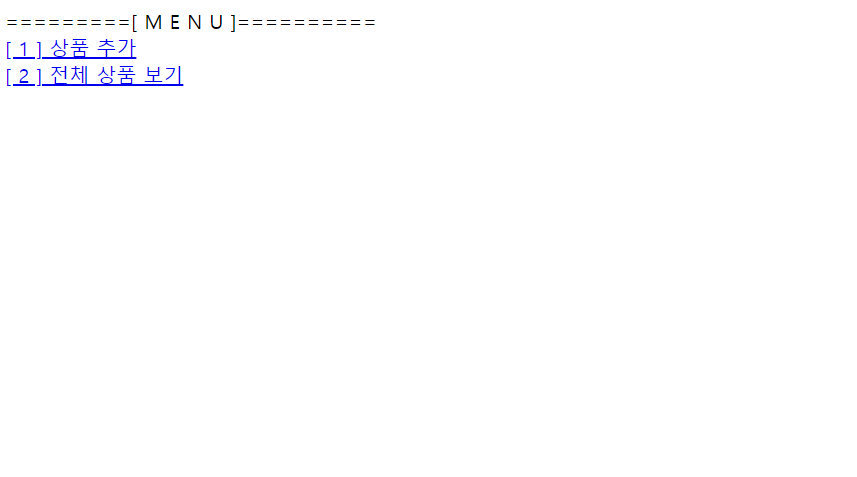 =========[ M E N U ]==========
[ 1 ] 상품 추가
[ 2 ] 전체 상품 보기